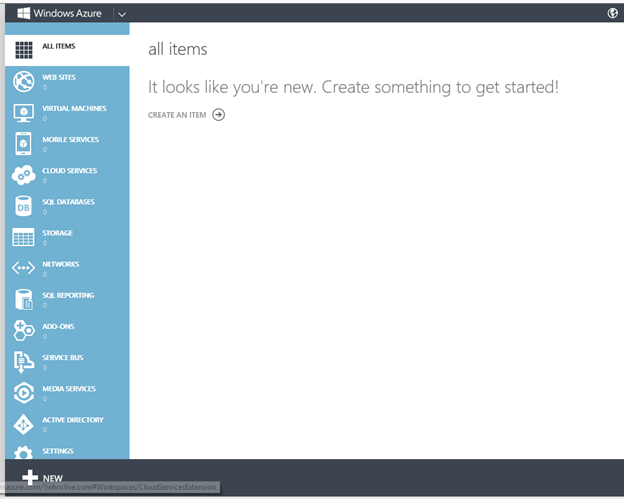 Windows Azure
ALL ITEMS
WEB SITES
0
VIRTUAL MACHINES
0
MOBILE SERVICES
0
CLOUD SERVICES
0
SQL DATABASES
0
DB
STORAGE
0
NETWORKS
0
SQL REPORTING
0
ADD-ONS
0
SERVICE BUS
0
MEDIA SERVICES
0
ACTIVE DIRECTORY
0
SETTINGS
all items
It looks like you're new. Create something to get started!
CREATE AN ITEM
NEW
live.com#Workspaces/CloudServicesExtension